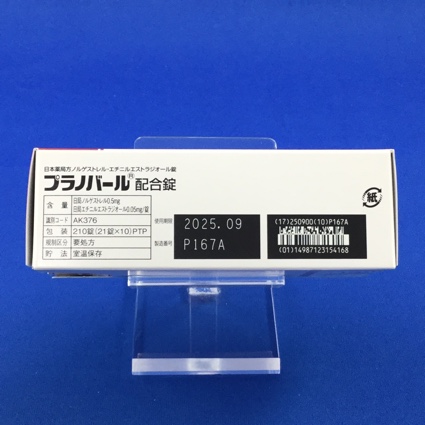 日本薬局方ノルゲストレル・エチニルエストラジオール錠
プラノバール®配合錠
含量 日局ノルゲストレル0.5mg
日局エチニルエストラジオール0.05mg/錠
識別コード AK376
包装 210錠(21錠×10)PTP
規制区分 要処方
貯法 室温保存
使用期限 2025.09
製造番号 P167A
(17)250900(10)P167A
(01)14987123154168
紙